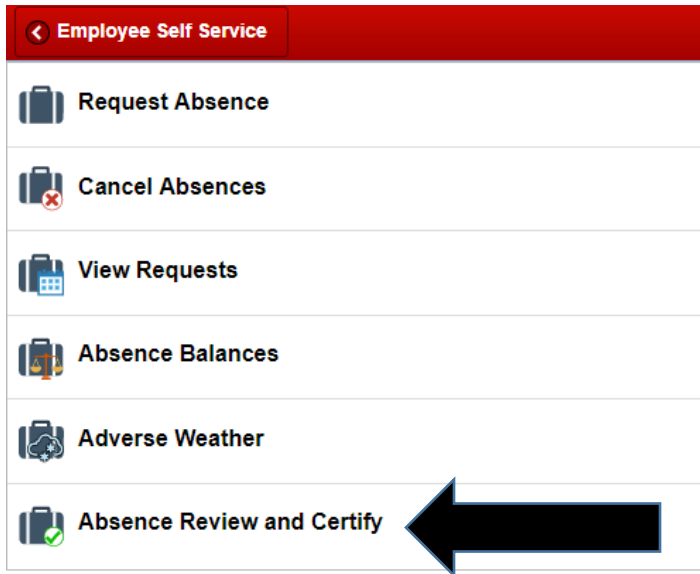 Employee Self Service
Request Absence
Cancel Absences
View Requests
Absence Balances
Adverse Weather
Absence Review and Certify